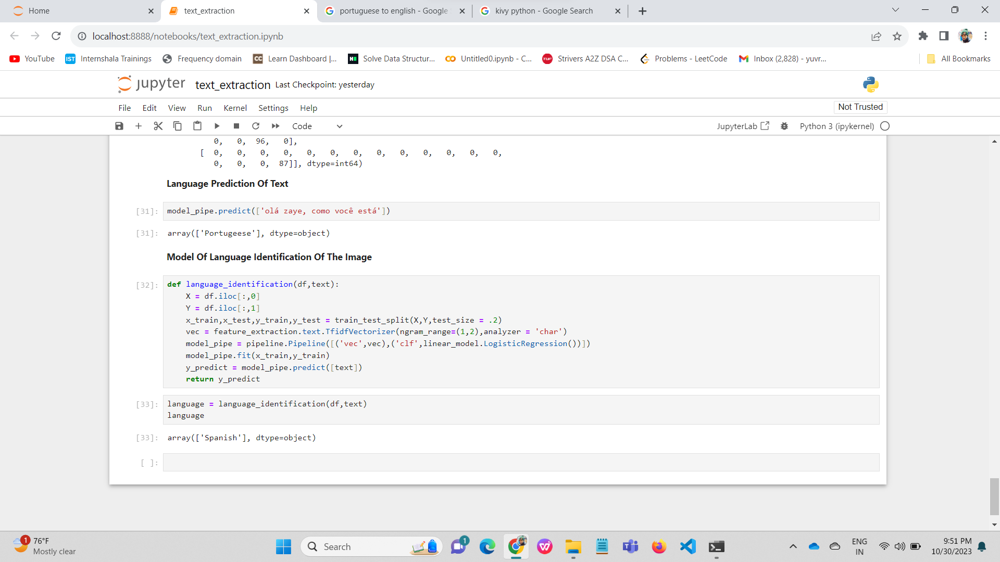 Home
text_extraction
portuguese to english - Google
kivy python - Google Search
localhost:8888/notebooks/text_extraction.ipynb
YouTube
IST Internshala Trainings
Frequency domain
CC Learn Dashboard |...
H Solve Data Structur...
Untitled0.ipynb - C...
TUF Strivers A2Z DSA C...
Problems - LeetCode
Inbox (2,828) - yuvr...
All Bookmarks
jupyter text_extraction Last Checkpoint: yesterday
File Edit View Run Kernel Settings Help
Not Trusted
Code
JupyterLab
Python 3 (ipykernel)
0, 0, 96, 0],
[ 0, 0, 0, 0, 0, 0, 0, 0, 0, 0, 0, 0, 0,
0, 0, 0, 87]], dtype=int64)
Language Prediction Of Text
[31]: model_pipe.predict(['olá zaye, como você está'])
[31]: array(['Portugeese'], dtype=object)
Model Of Language Identification Of The Image
[32]: def language_identification(df,text):
X = df.iloc[:,0]
Y = df.iloc[:,1]
x_train,x_test,y_train,y_test = train_test_split(X,Y,test_size = .2)
vec = feature_extraction.text.TfidfVectorizer(ngram_range=(1,2),analyzer = 'char')
model_pipe = pipeline.Pipeline([('vec',vec),('clf',linear_model.LogisticRegression())])
model_pipe.fit(x_train,y_train)
y_predict = model_pipe.predict([text])
return y_predict
[33]: language = language_identification(df,text)
language
[33]: array(['Spanish'], dtype=object)
[ ]:
1
76°F
Mostly clear
Search
1
ENG
IN
9:51 PM
10/30/2023